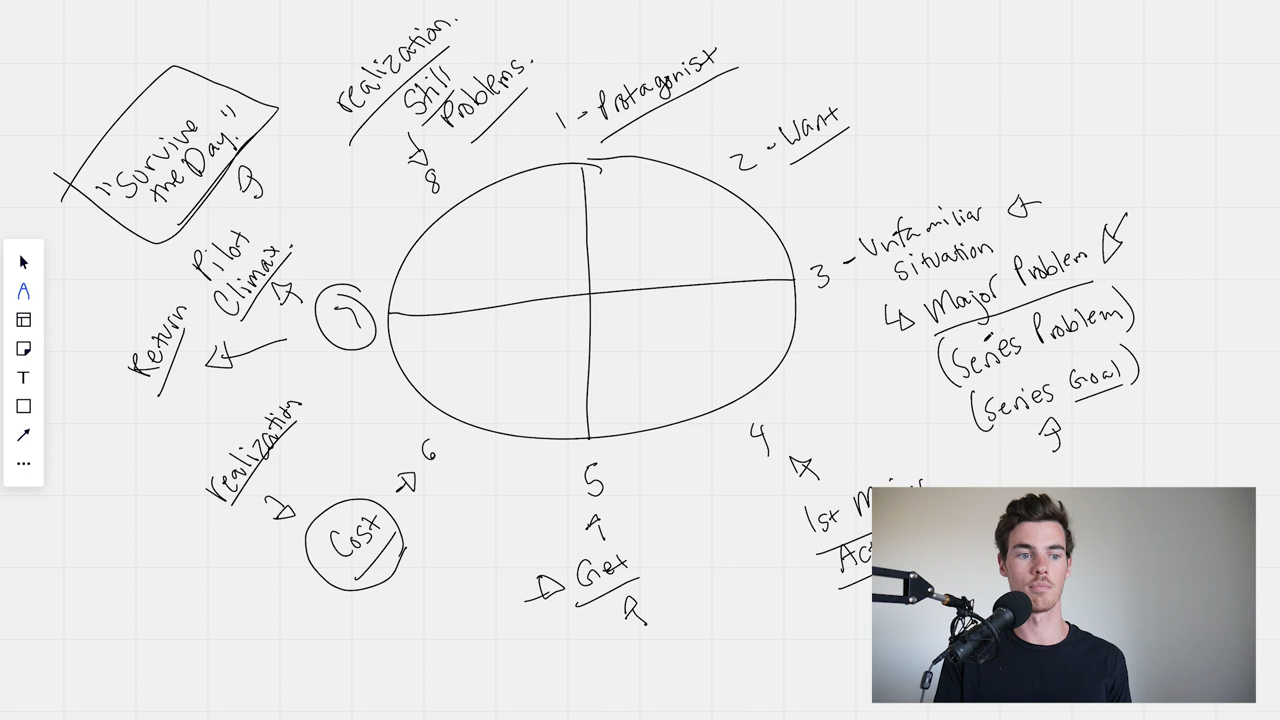 realization.
Still
Problems.
8
1 - Protagonist
2 - Want
3 - Unfamiliar
Situation
Major Problem
(Series Problem)
(Series Goal)
4
1st
5
Get
6
Cost
realization
7
Return
Pilot
Climax.
"Survive
the Day."
T